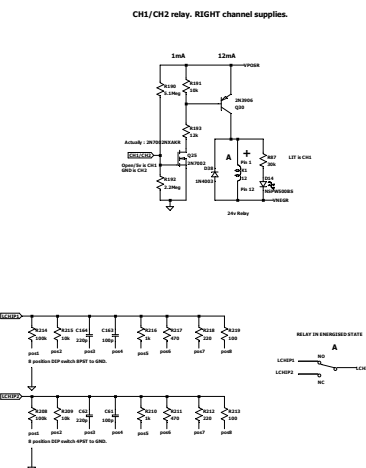 CH1/CH2 relay. RIGHT channel supplies.
1mA 12mA
VPOSR
R190
5.1Meg
R191
10k
2N3906
Q30
R193
12k
Actually : 2N7002NXAKR
CH1/CH2
Open/5v is CH1
GND is CH2
Q25
2N7002
R192
2.2Meg
D28
1N4003
A
+
Pin 1
K1
J12
Pin 12
R87
30k
LIT is CH1
D14
NSPW500BS
VNEGR
24v Relay
LCHIP1
R214
100k
R215
10k
C164
220p
C163
100p
R216
1k
R217
470
R218
220
R219
100
pos1 pos2 pos3 pos4 pos5 pos6 pos7 pos8
8 position DIP switch 8PST to GND.
RELAY IN ENERGISED STATE
A
LCHIP1
NO
LCH
LCHIP2
NC
LCHIP2
R208
100k
R209
10k
C62
220p
C61
100p
R210
1k
R211
470
R212
220
R213
100
pos1 pos2 pos3 pos4 pos5 pos6 pos7 pos8
8 position DIP switch 4PST to GND.